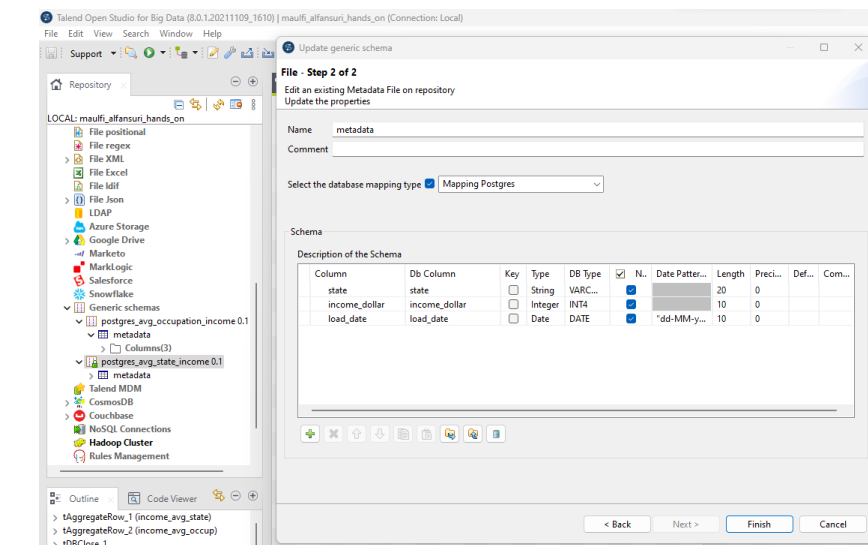 Talend Open Studio for Big Data (8.0.1.20211109_1610) | maulfi_alfansuri_hands_on (Connection: Local)
File Edit View Search Window Help
Support
Repository
LOCAL: maulfi_alfansuri_hands_on
File positional
File regex
File XML
File Excel
File ldif
File Json
LDAP
Azure Storage
Google Drive
Marketo
MarkLogic
Salesforce
Snowflake
Generic schemas
postgres_avg_occupation_income 0.1
metadata
Columns(3)
postgres_avg_state_income 0.1
metadata
Talend MDM
CosmosDB
Couchbase
NoSQL Connections
Hadoop Cluster
Rules Management
Outline Code Viewer
tAggregateRow_1 (income_avg_state)
tAggregateRow_2 (income_avg_occup)
tDBClose_1
Update generic schema
File - Step 2 of 2
Edit an existing Metadata File on repository
Update the properties
Name metadata
Comment
Select the database mapping type Mapping Postgres
Schema
Description of the Schema
Column Db Column Key Type DB Type N.. Date Patter... Length Preci... Def... Com...
state state String VARC... 20 0
income_dollar income_dollar Integer INT4 10 0
load_date load_date Date DATE "dd-MM-y... 10 0
< Back Next > Finish Cancel